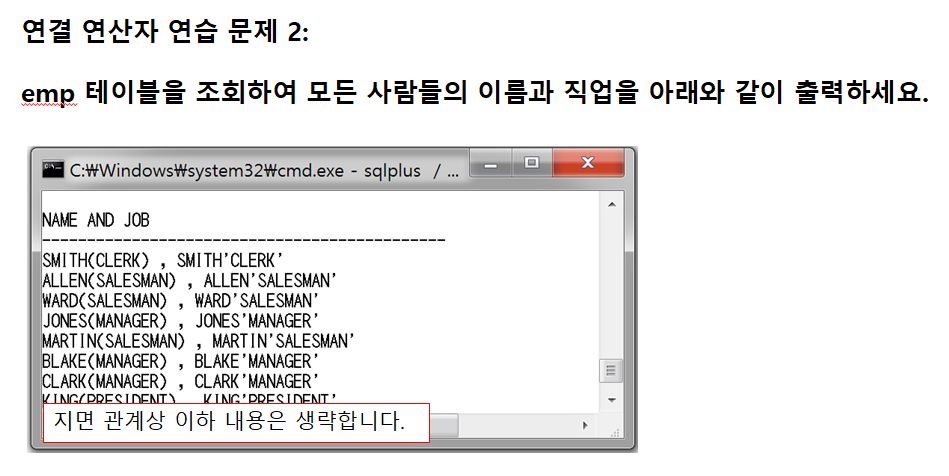 연결 연산자 연습 문제 2:
emp 테이블을 조회하여 모든 사람들의 이름과 직업을 아래와 같이 출력하세요.
C:\Windows\system32\cmd.exe - sqlplus / ...
NAME AND JOB
---------------------------------------------
SMITH(CLERK) , SMITH'CLERK'
ALLEN(SALESMAN) , ALLEN'SALESMAN'
WARD(SALESMAN) , WARD'SALESMAN'
JONES(MANAGER) , JONES'MANAGER'
MARTIN(SALESMAN) , MARTIN'SALESMAN'
BLAKE(MANAGER) , BLAKE'MANAGER'
CLARK(MANAGER) , CLARK'MANAGER'
KING(PRESIDENT) , KING'PRESIDENT'
지면 관계상 이하 내용은 생략합니다.